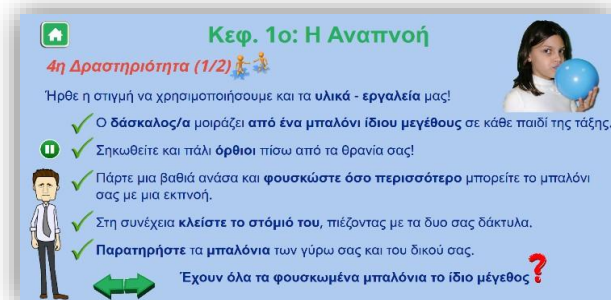 Κεφ. 1ο: Η Αναπνοή
4η Δραστηριότητα (1/2)
Ήρθε η στιγμή να χρησιμοποιήσουμε και τα υλικά - εργαλεία μας!
Ο δάσκαλος/α μοιράζει από ένα μπαλόνι ίδιου μεγέθους σε κάθε παιδί της τάξης.
Σηκωθείτε και πάλι όρθιοι πίσω από τα θρανία σας!
Πάρτε μια βαθιά ανάσα και φουσκώστε όσο περισσότερο μπορείτε το μπαλόνι
σας με μια εκπνοή.
Στη συνέχεια κλείστε το στόμιό του, πιέζοντας με τα δυο σας δάκτυλα.
Παρατηρήστε τα μπαλόνια των γύρω σας και του δικού σας.
Έχουν όλα τα φουσκωμένα μπαλόνια το ίδιο μέγεθος ?